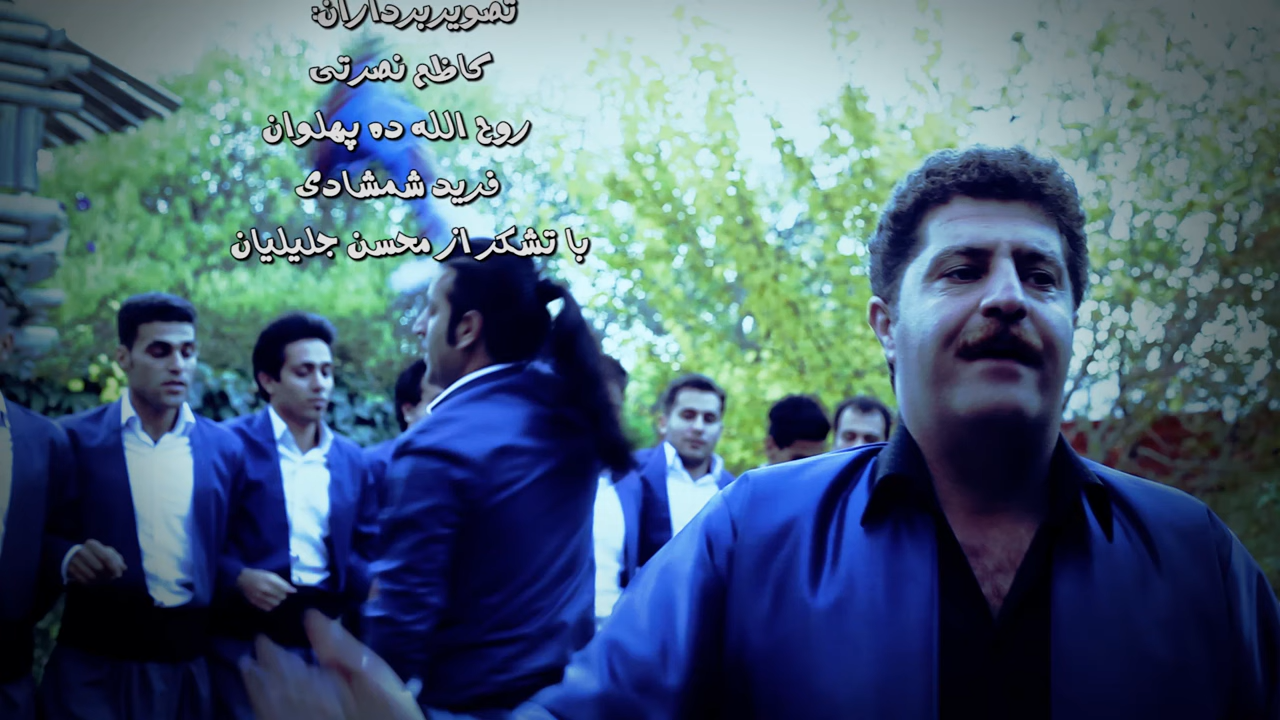 تصویربرداران:
کاظم نصرتی
روح الله ده پهلوان
فرید شمشادی
با تشکر از محسن جلیلیان